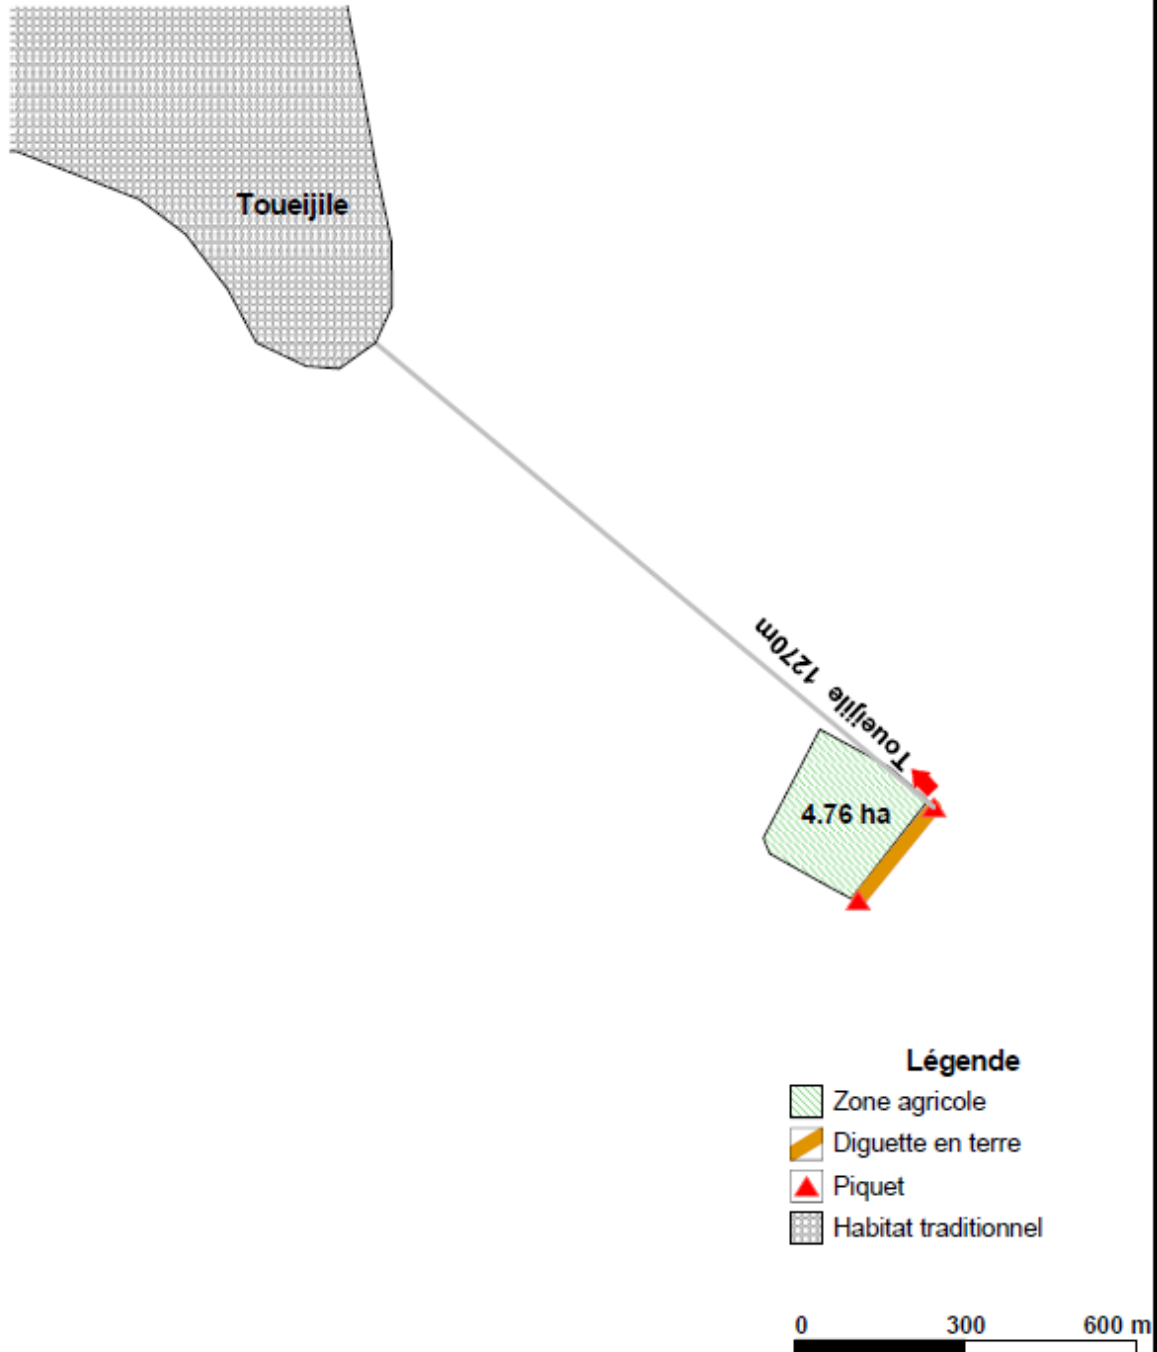 Toueijile
Toueijile 1270m
4.76 ha
Légende
Zone agricole
Diguette en terre
Piquet
Habitat traditionnel
0 300 600 m